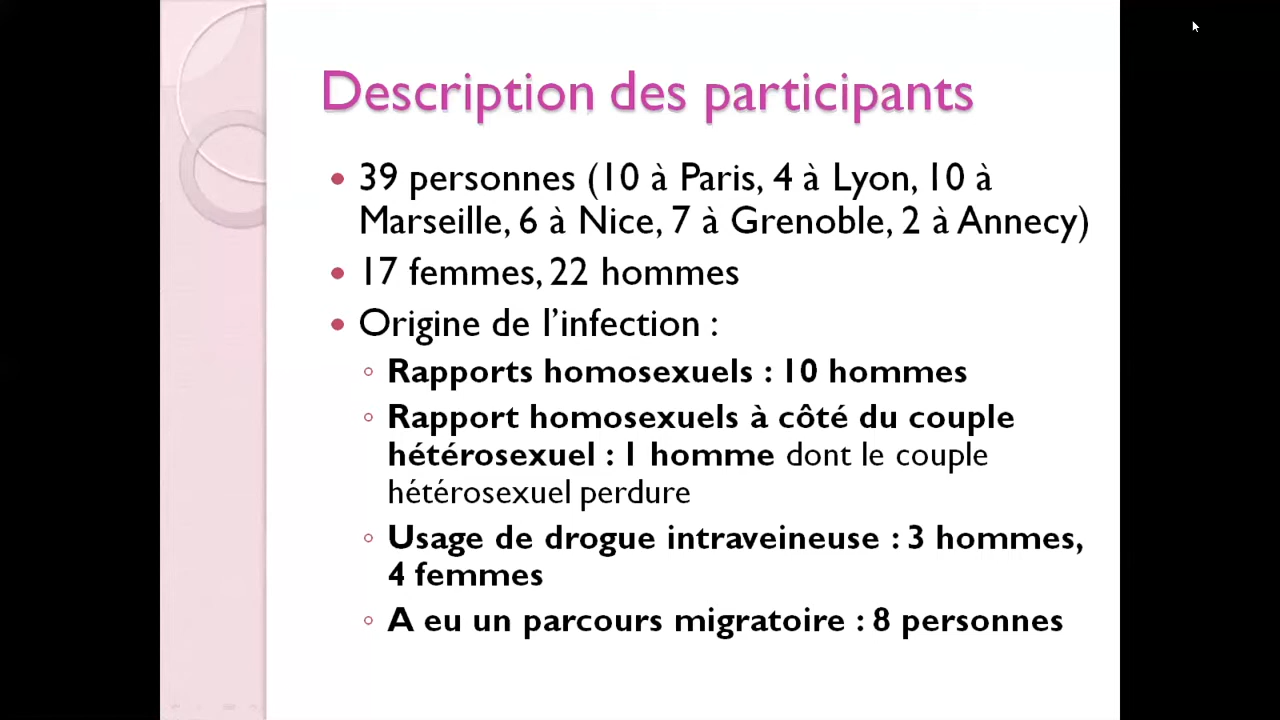 Description des participants
• 39 personnes (10 à Paris, 4 à Lyon, 10 à
Marseille, 6 à Nice, 7 à Grenoble, 2 à Annecy)
• 17 femmes, 22 hommes
• Origine de l’infection :
◦ Rapports homosexuels : 10 hommes
◦ Rapport homosexuels à côté du couple
hétérosexuel : 1 homme dont le couple
hétérosexuel perdure
◦ Usage de drogue intraveineuse : 3 hommes,
4 femmes
◦ A eu un parcours migratoire : 8 personnes